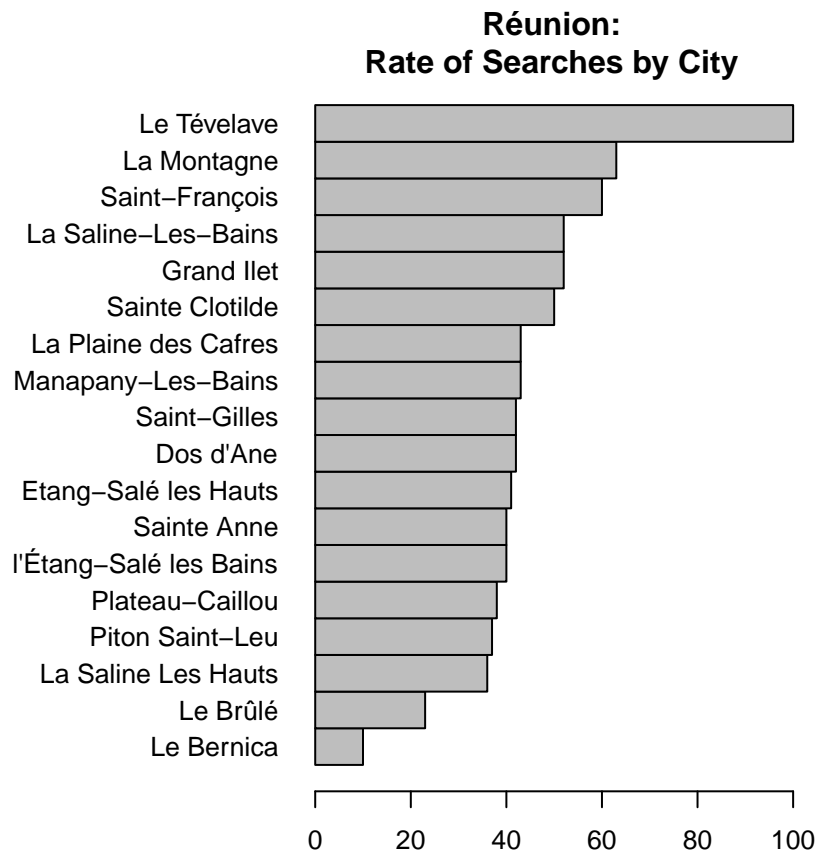 Réunion:
Rate of Searches by City
Le Tévelave
La Montagne
Saint−François
La Saline−Les−Bains
Grand Ilet
Sainte Clotilde
La Plaine des Cafres
Manapany−Les−Bains
Saint−Gilles
Dos d'Ane
Etang−Salé les Hauts
Sainte Anne
l'Étang−Salé les Bains
Plateau−Caillou
Piton Saint−Leu
La Saline Les Hauts
Le Brûlé
Le Bernica
0 20 40 60 80 100